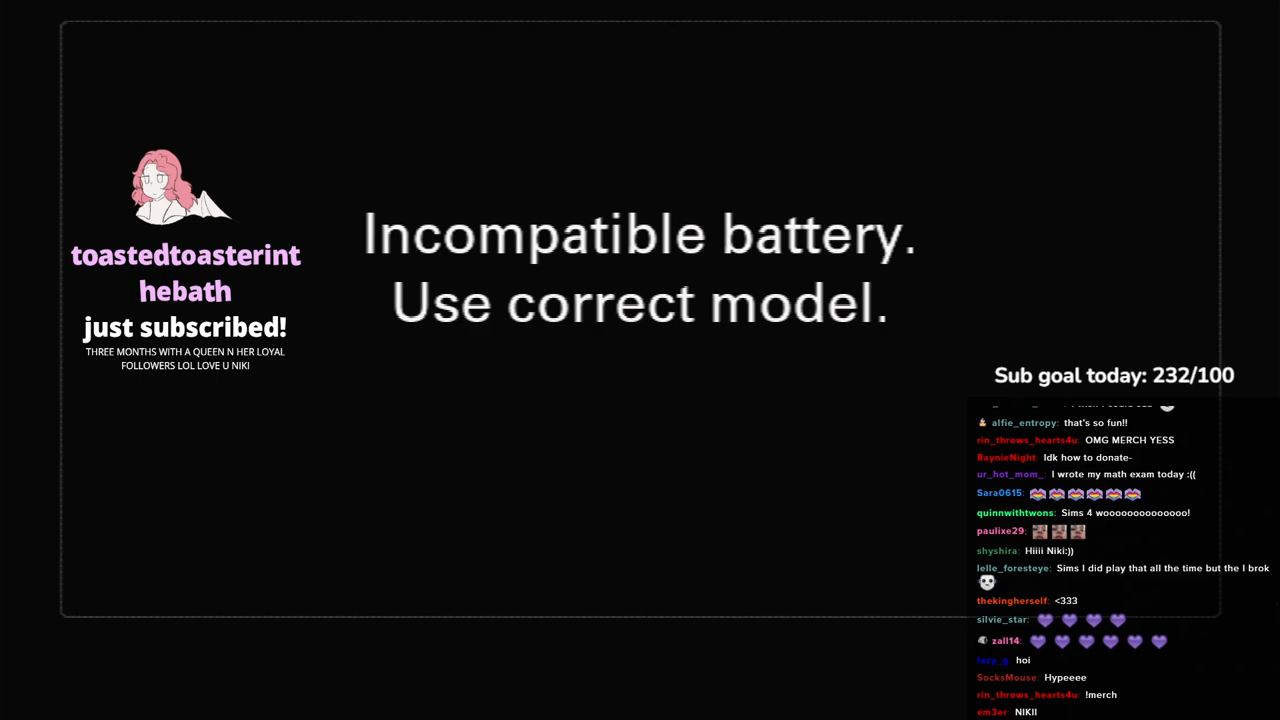 Incompatible battery.
Use correct model.
toastedtoasterint
hebath
just subscribed!
THREE MONTHS WITH A QUEEN N HER LOYAL
FOLLOWERS LOL LOVE U NIKI
Sub goal today: 232/100
alfie_entropy: that's so fun!!
rin_throws_hearts4u: OMG MERCH YESS
RaynieNight: Idk how to donate-
ur_hot_mom_: I wrote my math exam today :((
Sara0615:
quinnwithtwons: Sims 4 woooooooooooooo!
paulixe29:
shyshira: Hiiii Niki:))
lelle_foresteye: Sims I did play that all the time but the I brok
thekingherself: <333
silvie_star:
zall14:
lazy_g: hoi
SocksMouse: Hypeeee
rin_throws_hearts4u: !merch
em3er: NIKII